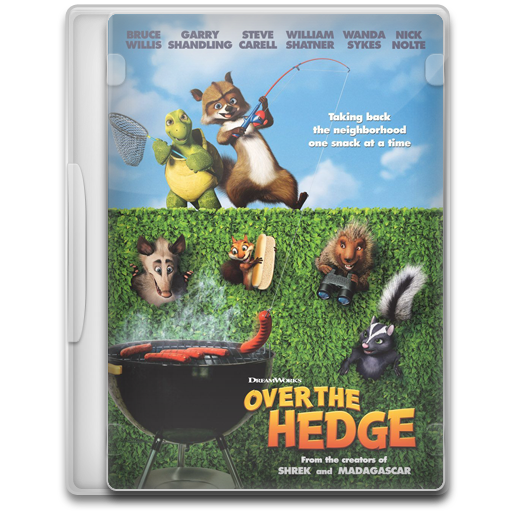 BRUCE GARRY STEVE WILLIAM WANDA NICK
WILLIS SHANDLING CARELL SHATNER SYKES NOLTE
Taking back
the neighborhood
one snack at a time
DREAMWORKS
OVER THE
HEDGE
From the creators of
SHREK and MADAGASCAR